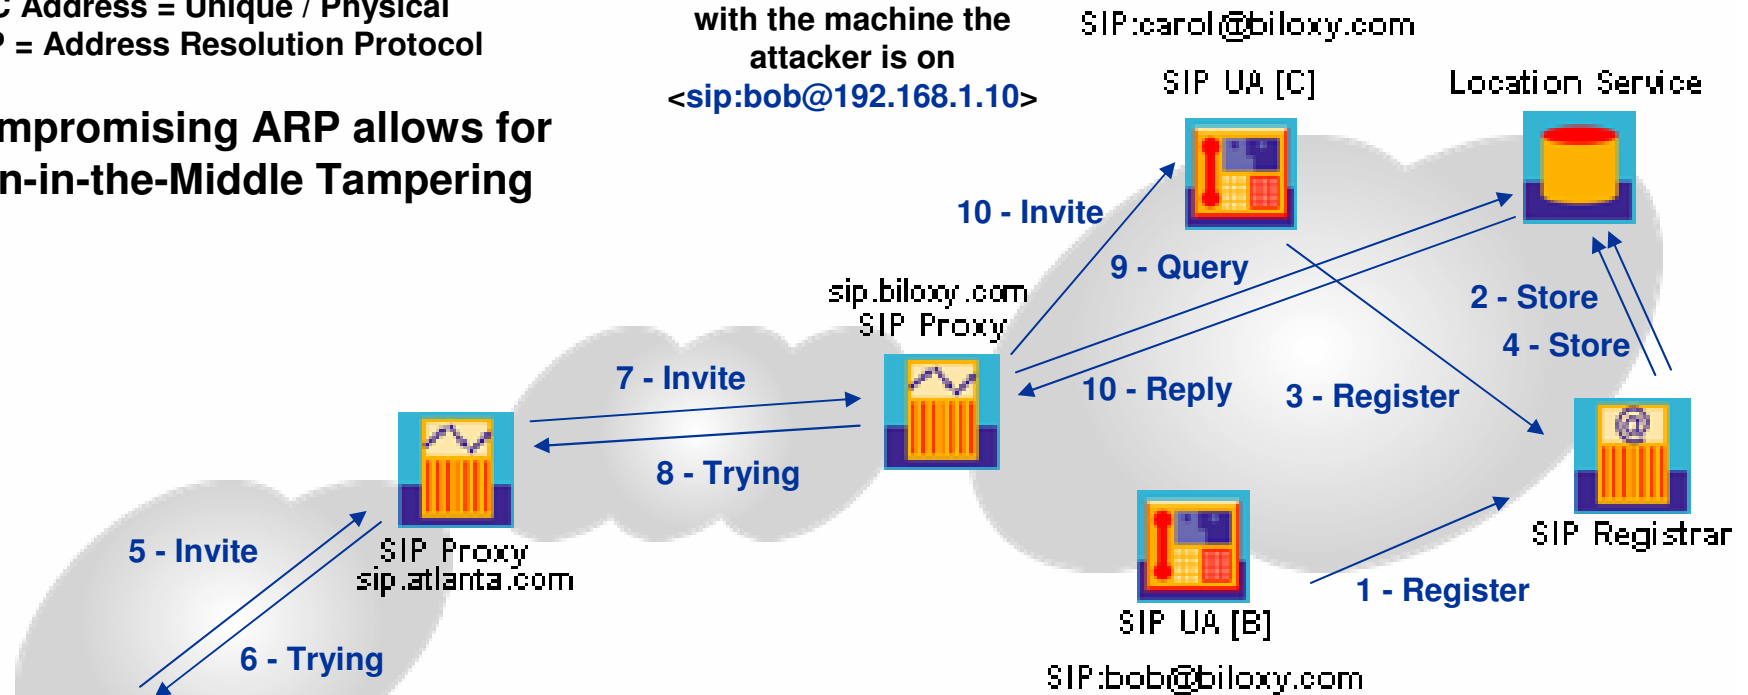 C Address = Unique / Physical
P = Address Resolution Protocol
mpromising ARP allows for
n-in-the-Middle Tampering
with the machine the
attacker is on
<sip:bob@192.168.1.10>
SIP:carol@biloxy.com
SIP UA [C]
Location Service
10 - Invite
9 - Query
2 - Store
4 - Store
sip.biloxy.com
SIP Proxy
7 - Invite
10 - Reply
3 - Register
8 - Trying
5 - Invite
SIP Proxy
sip.atlanta.com
SIP Registrar
1 - Register
SIP UA [B]
6 - Trying
SIP:bob@biloxy.com